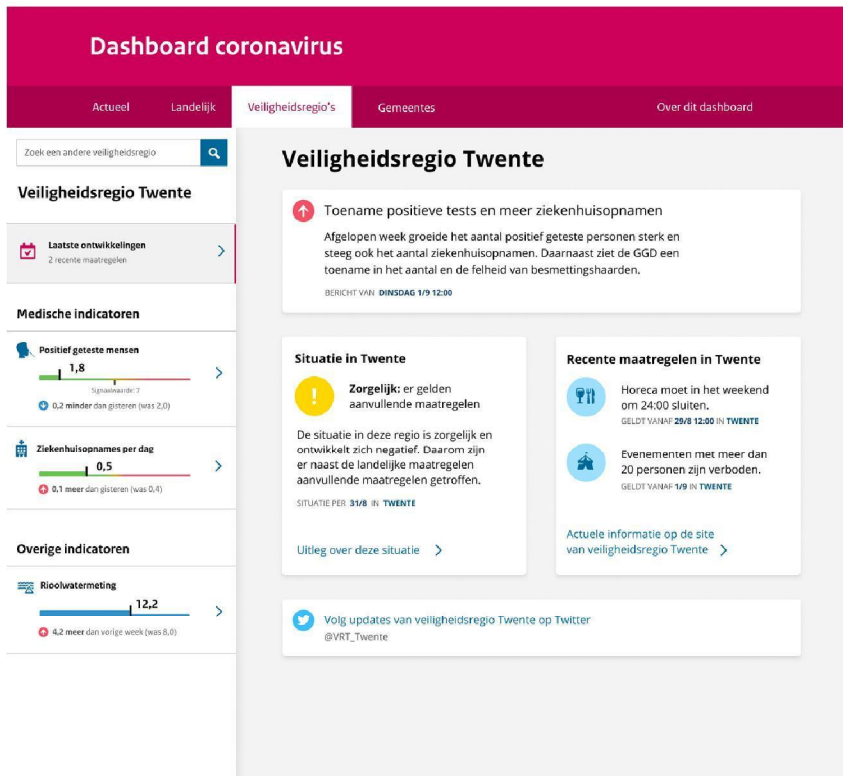 Dashboard coronavirus
Actueel Landelijk Veiligheidsregio's Gemeentes Over dit dashboard
Zoek een andere veiligheidsregio
Veiligheidsregio Twente
Laatste ontwikkelingen
2 recente maatregelen
Medische indicatoren
Positief geteste mensen
1,8
Signaalwaarde: 7
0,2 minder dan gisteren (was 2,0)
Ziekenhuisopnames per dag
0,5
0,1 meer dan gisteren (was 0,4)
Overige indicatoren
Rioolwatermeting
12,2
4,2 meer dan vorige week (was 8,0)
Veiligheidsregio Twente
Toename positieve tests en meer ziekenhuisopnamen
Afgelopen week groeide het aantal positief geteste personen sterk en
steeg ook het aantal ziekenhuisopnamen. Daarnaast ziet de GGD een
toename in het aantal en de felheid van besmettingshaarden.
BERICHT VAN DINSDAG 1/9 12:00
Situatie in Twente
Zorgelijk: er gelden
aanvullende maatregelen
De situatie in deze regio is zorgelijk en
ontwikkelt zich negatief. Daarom zijn
er naast de landelijke maatregelen
aanvullende maatregelen getroffen.
SITUATIE PER 31/8 IN TWENTE
Uitleg over deze situatie
Recente maatregelen in Twente
Horeca moet in het weekend
om 24:00 sluiten.
GELDT VANAF 29/8 12:00 IN TWENTE
Evenementen met meer dan
20 personen zijn verboden.
GELDT VANAF 1/9 IN TWENTE
Actuele informatie op de site
van veiligheidsregio Twente
Volg updates van veiligheidsregio Twente op Twitter
@VRT_Twente